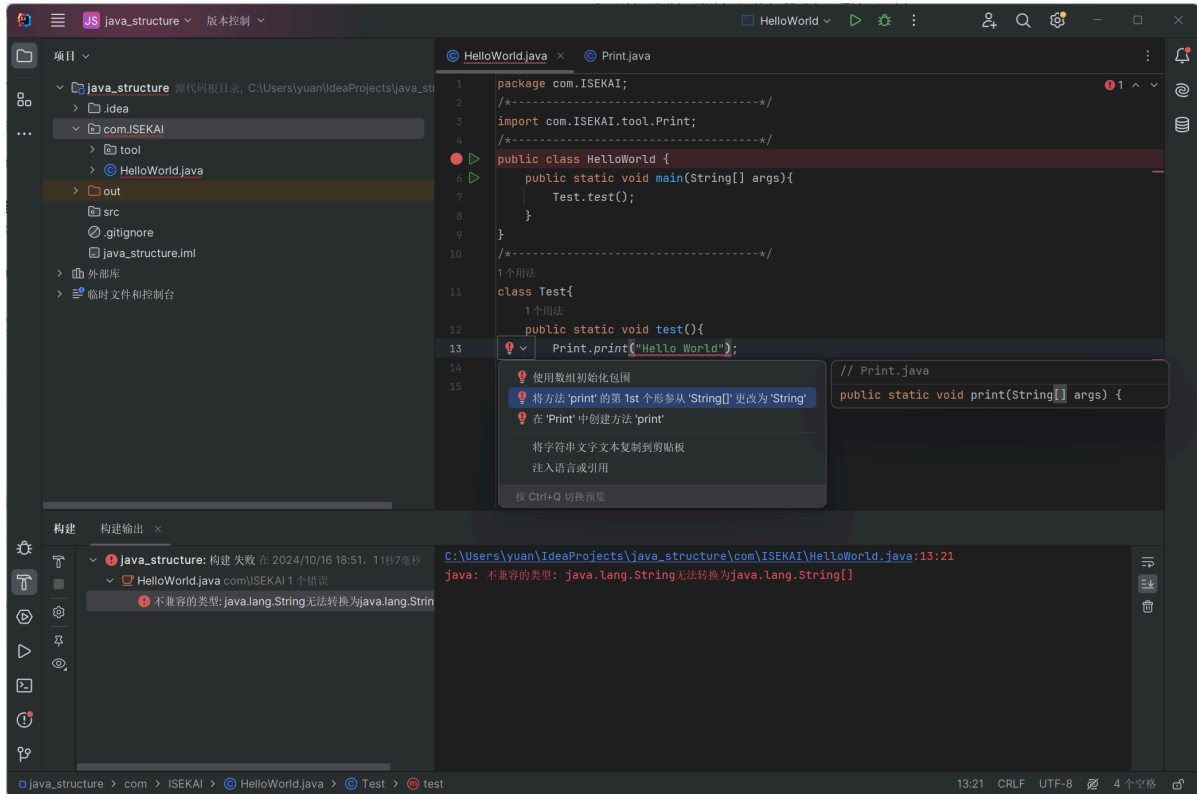 JS java_structure 版本控制 HelloWorld
项目
java_structure 源代码根目录, C:\Users\yuan\IdeaProjects\java_str
.idea
com.ISEKAI
tool
HelloWorld.java
out
src
.gitignore
java_structure.iml
外部库
临时文件和控制台
HelloWorld.java × Print.java
1 package com.ISEKAI;
2 /*----------------------------------*/
3 import com.ISEKAI.tool.Print;
4 /*----------------------------------*/
public class HelloWorld {
6 public static void main(String[] args){
7 Test.test();
8 }
9 }
10 /*----------------------------------*/
1 个用法
11 class Test{
1 个用法
12 public static void test(){
13 Print.print("Hello World");
14
15
1
使用数组初始化包围
将方法 'print' 的第 1st 个形参从 'String[]' 更改为 'String'
在 'Print' 中创建方法 'print'
将字符串文字文本复制到剪贴板
注入语言或引用
按 Ctrl+Q 切换预览
// Print.java
public static void print(String[] args) {
构建 构建输出 ×
java_structure: 构建 失败 在 2024/10/16 18:51, 11秒7毫秒
HelloWorld.java com\ISEKAI 1 个错误
不兼容的类型: java.lang.String无法转换为java.lang.Strin
C:\Users\yuan\IdeaProjects\java_structure\com\ISEKAI\HelloWorld.java:13:21
java: 不兼容的类型: java.lang.String无法转换为java.lang.String[]
java_structure > com > ISEKAI > HelloWorld.java > Test > test
13:21 CRLF UTF-8 4 个空格